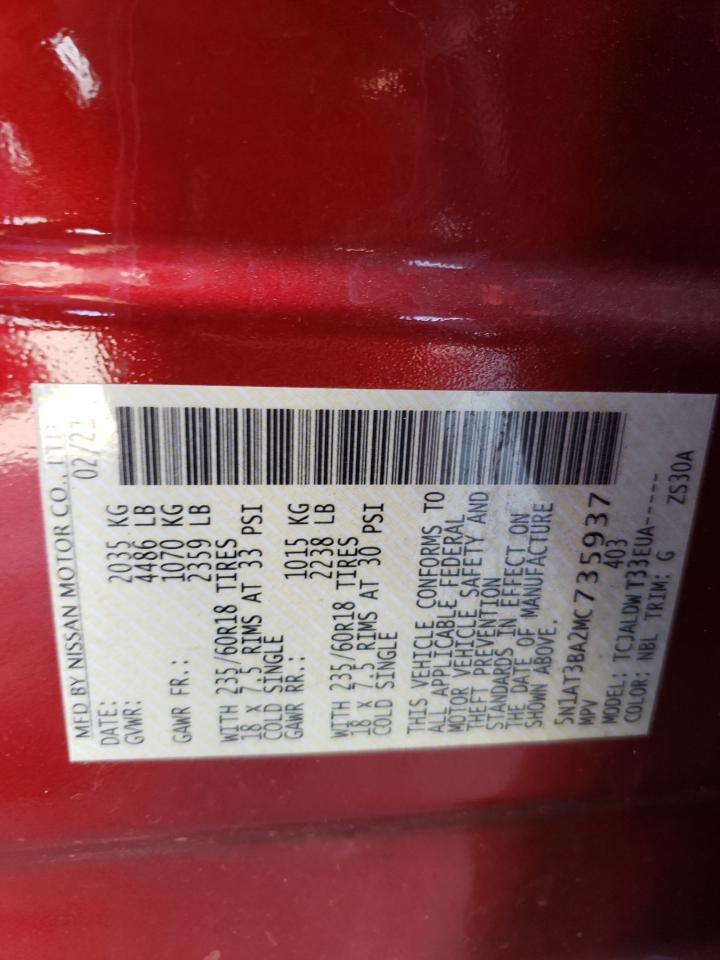 MFD BY NISSAN MOTOR CO., LTD
DATE: 02/21
GVWR: 2035 KG
4486 LB
GAWR FR.: 1070 KG
2359 LB
WITH 235/60R18 TIRES
18 X 7.5 RIMS AT 33 PSI
COLD SINGLE
GAWR RR.: 1015 KG
2238 LB
WITH 235/60R18 TIRES
18 X 7.5 RIMS AT 30 PSI
COLD SINGLE
THIS VEHICLE CONFORMS TO
ALL APPLICABLE FEDERAL
MOTOR VEHICLE SAFETY AND
THEFT PREVENTION
STANDARDS IN EFFECT ON
THE DATE OF MANUFACTURE
SHOWN ABOVE.
5N1AT3BA2MC735937
MPV 403
MODEL: TCJALDW T33EUA-----
COLOR: NBL TRIM: G ZS30A